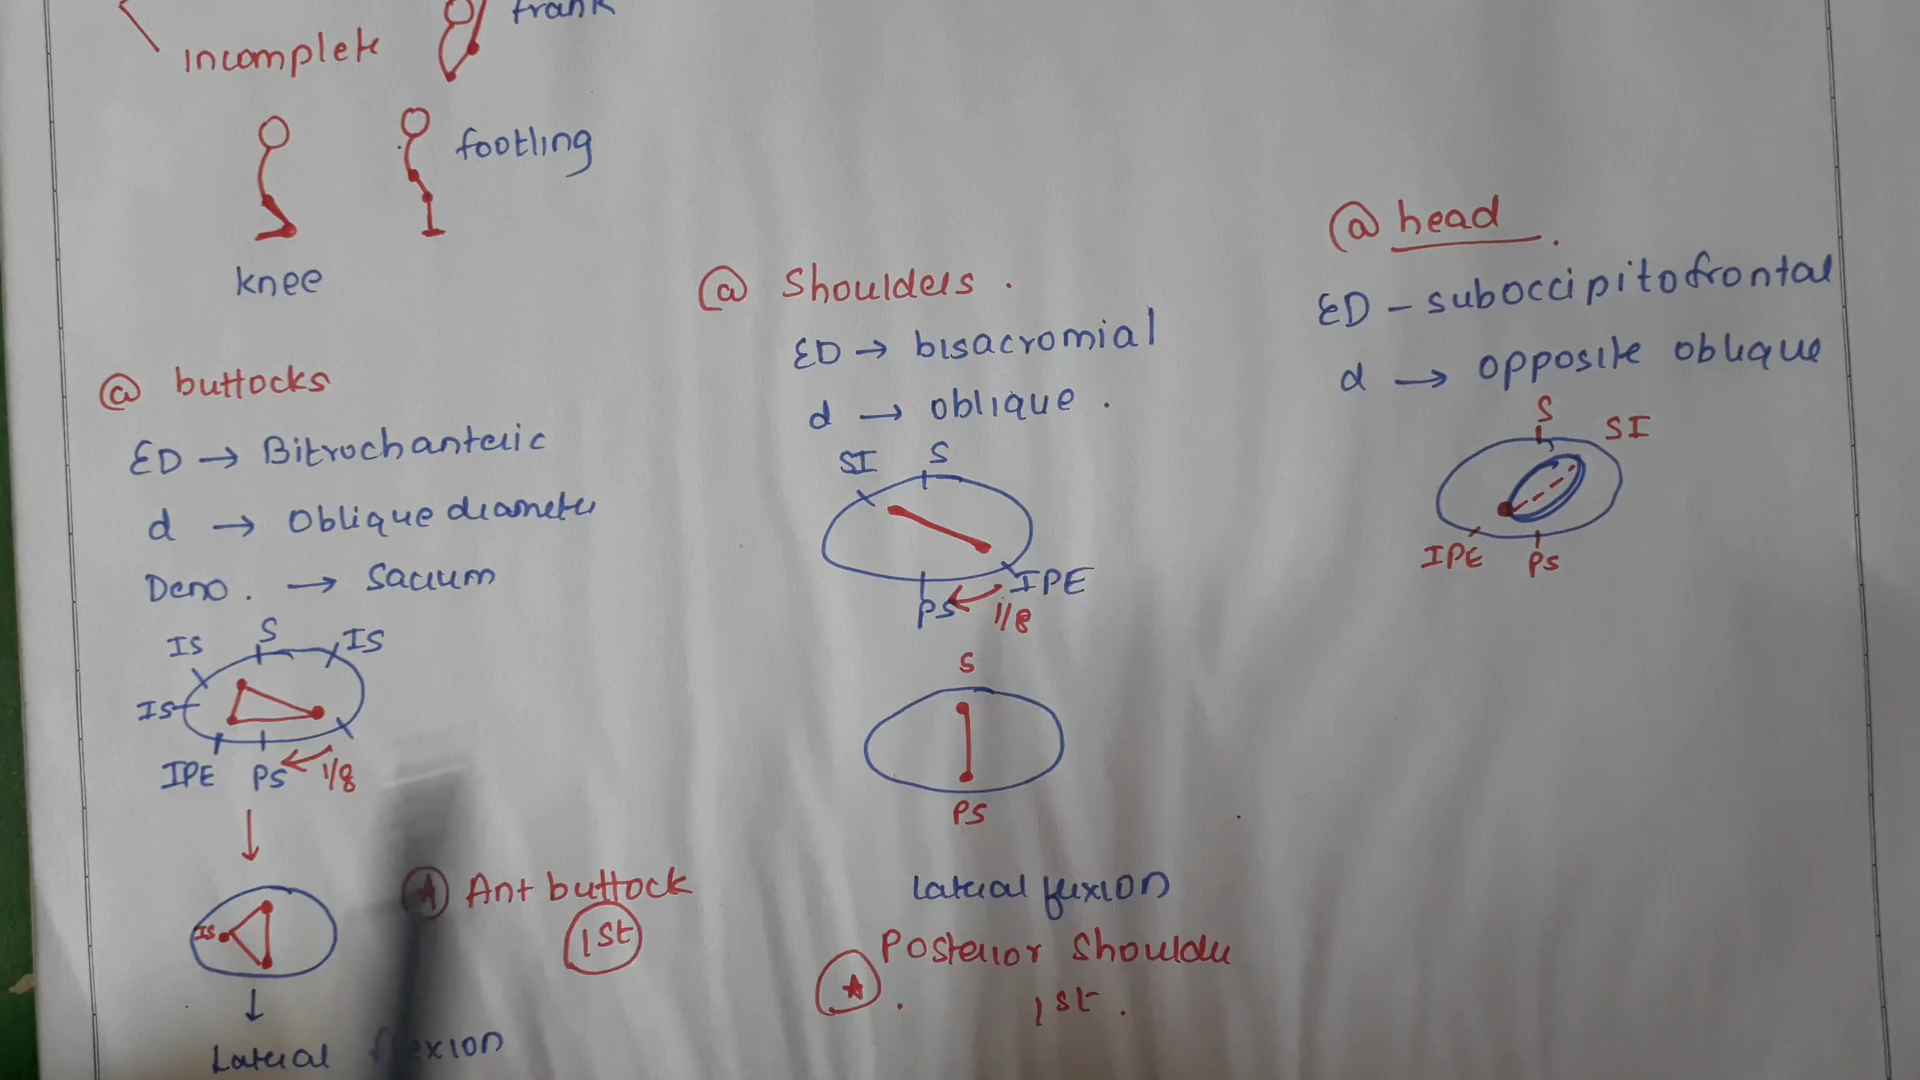 frank
incomplete
footling
knee
@ buttocks
ED → Bitrochanteric
d → Oblique diameter
Deno. → Sacrum
IS S IS
IS
IPE PS 1/8
IS
Ant buttock
1st
Lateral flexion
@ Shoulders.
ED → bisacromial
d → oblique.
SI S
PS 1/8 IPE
S
PS
Lateral flexion
Posterior Shoulder
1st.
@ head.
ED - suboccipitofrontal
d → opposite oblique
S SI
IPE PS